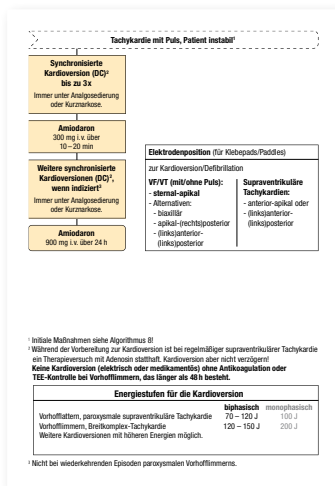 Tachykardie mit Puls, Patient instabil¹
Synchronisierte
Kardioversion (DC)²
bis zu 3x
Immer unter Analgosedierung
oder Kurznarkose.
Amiodaron
300 mg i.v. über
10 – 20 min
Weitere synchronisierte
Kardioversionen (DC)²,
wenn indiziert³
Immer unter Analgosedierung
oder Kurznarkose.
Amiodaron
900 mg i.v. über 24 h
Elektrodenposition (für Klebepads/Paddles)
zur Kardioversion/Defibrillation
VF/VT (mit/ohne Puls):
- sternal-apikal
- Alternativen:
- biaxillär
- apikal-(rechts)posterior
- (links)anterior-
(links)posterior
Supraventrikuläre
Tachykardien:
- anterior-apikal oder
- (links)anterior-
(links)posterior
¹ Initiale Maßnahmen siehe Algorithmus 8!
² Während der Vorbereitung zur Kardioversion ist bei regelmäßiger supraventrikulärer Tachykardie
ein Therapieversuch mit Adenosin statthaft. Kardioversion aber nicht verzögern!
Keine Kardioversion (elektrisch oder medikamentös) ohne Antikoagulation oder
TEE-Kontrolle bei Vorhofflimmern, das länger als 48 h besteht.
Energiestufen für die Kardioversion
biphasisch monophasisch
Vorhofflattern, paroxysmale supraventrikuläre Tachykardie 70 – 120 J 100 J
Vorhofflimmern, Breitkomplex-Tachykardie 120 – 150 J 200 J
Weitere Kardioversionen mit höheren Energien möglich.
³ Nicht bei wiederkehrenden Episoden paroxysmalen Vorhofflimmerns.